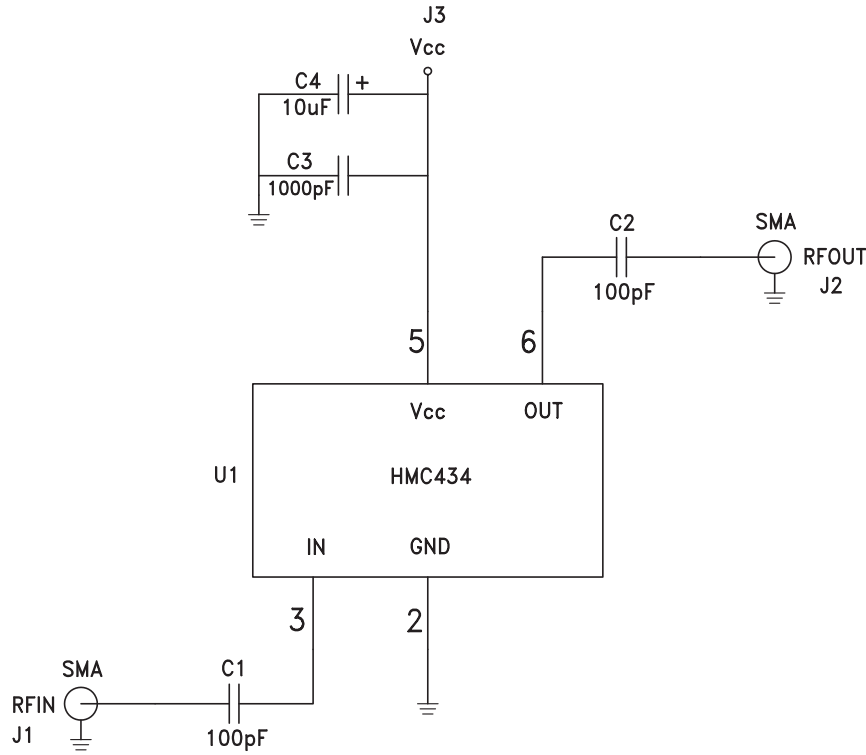 J3
Vcc
C4
+
10uF
C3
1000pF
C2
100pF
SMA
RFOUT
J2
5
6
Vcc
OUT
U1
HMC434
IN
GND
3
2
SMA
RFIN
J1
C1
100pF